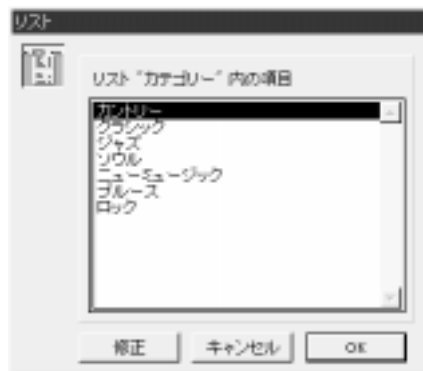 リスト
リスト "カテゴリー" 内の項目
カントリー
クラシック
ジャズ
ソウル
ニューミュージック
ブルース
ロック
修正
キャンセル
OK